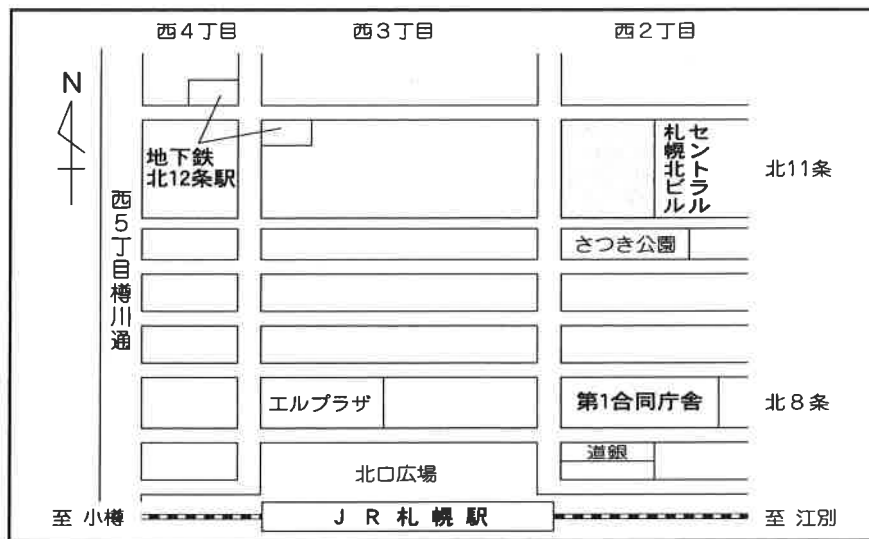 西4丁目
西3丁目
西2丁目
N
地下鉄
北12条駅
セントラル
札幌北ビル
北11条
西5丁目樽川通
さつき公園
エルプラザ
第1合同庁舎
北8条
道銀
北口広場
至 小樽
JR札幌駅
至 江別